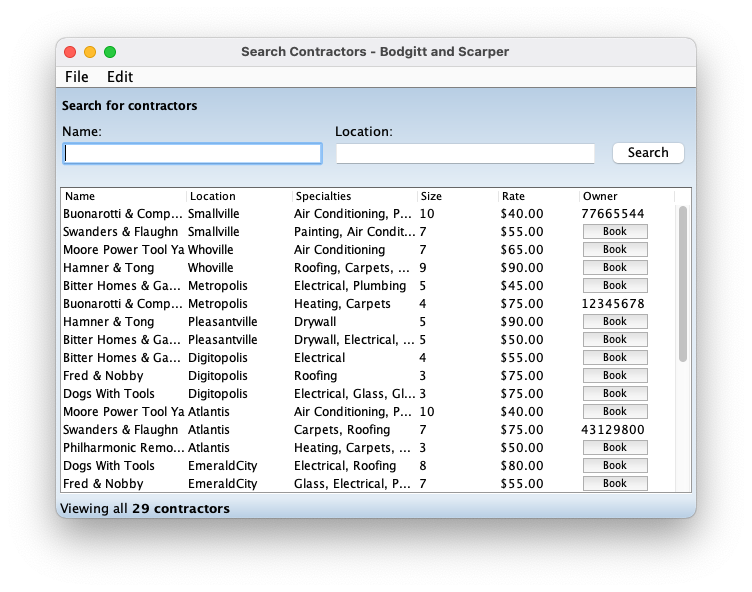 Search Contractors - Bodgitt and Scarper
File Edit
Search for contractors
Name: Location:
Search
Name Location Specialties Size Rate Owner
Buonarotti & Comp... Smallville Air Conditioning, P... 10 $40.00 77665544
Swanders & Flaughn Smallville Painting, Air Condit... 7 $55.00 Book
Moore Power Tool Ya Whoville Air Conditioning 7 $65.00 Book
Hamner & Tong Whoville Roofing, Carpets, ... 9 $90.00 Book
Bitter Homes & Ga... Metropolis Electrical, Plumbing 5 $45.00 Book
Buonarotti & Comp... Metropolis Heating, Carpets 4 $75.00 12345678
Hamner & Tong Pleasantville Drywall 5 $90.00 Book
Bitter Homes & Ga... Pleasantville Drywall, Electrical, ... 5 $50.00 Book
Bitter Homes & Ga... Digitopolis Electrical 4 $55.00 Book
Fred & Nobby Digitopolis Roofing 3 $75.00 Book
Dogs With Tools Digitopolis Electrical, Glass, Gl... 3 $75.00 Book
Moore Power Tool Ya Atlantis Air Conditioning, P... 10 $40.00 Book
Swanders & Flaughn Atlantis Carpets, Roofing 7 $75.00 43129800
Philharmonic Remo... Atlantis Heating, Carpets, ... 3 $50.00 Book
Dogs With Tools EmeraldCity Electrical, Roofing 8 $80.00 Book
Fred & Nobby EmeraldCity Glass, Electrical, P... 7 $55.00 Book
Viewing all 29 contractors